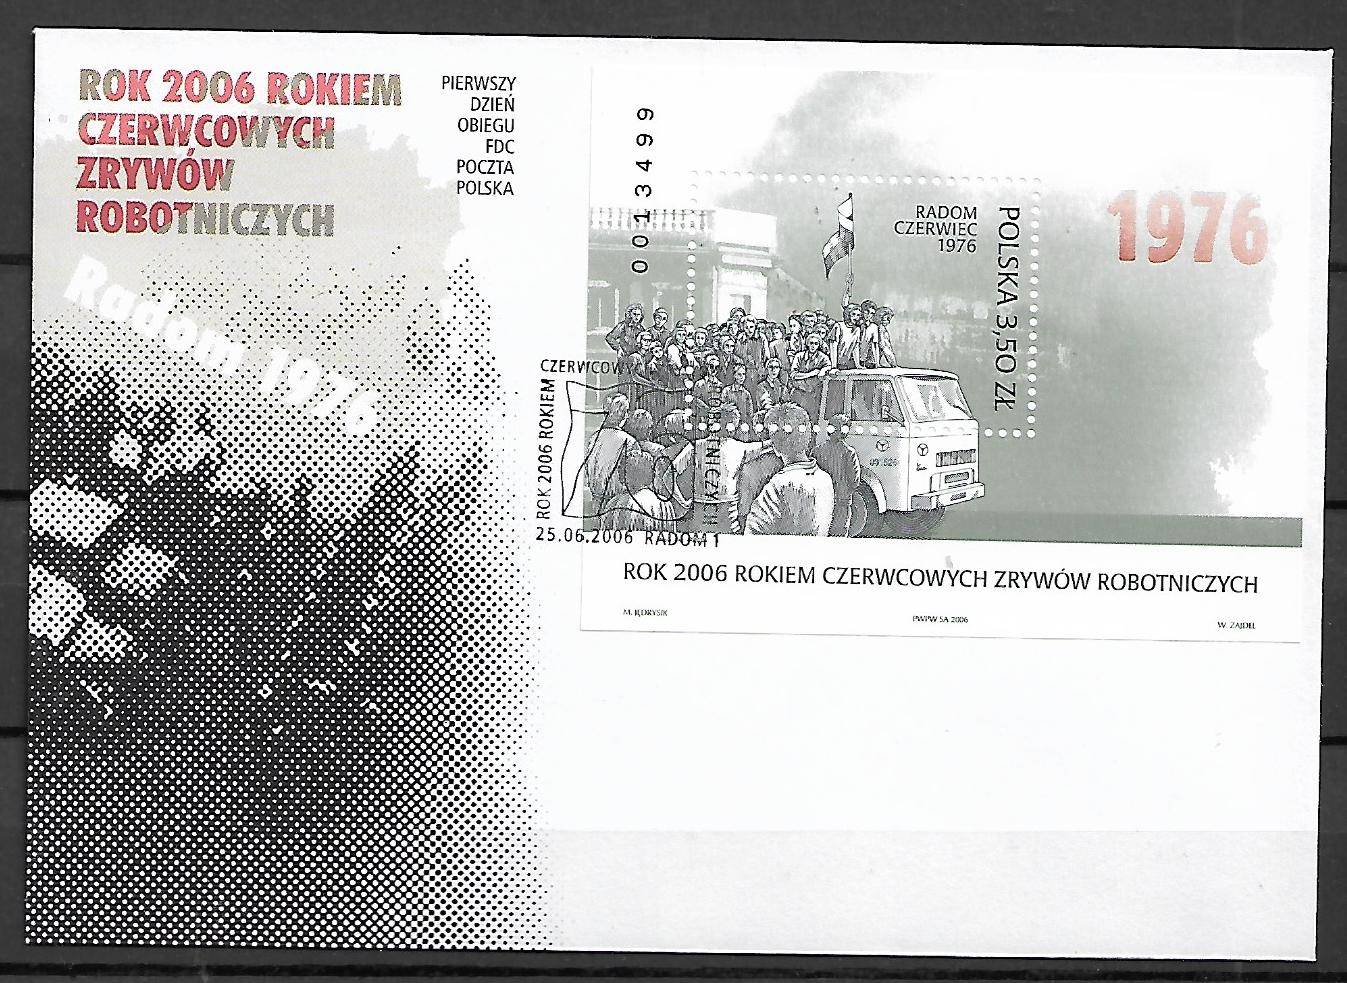 ROK 2006 ROKIEM
CZERWCOWYCH
ZRYWÓW
ROBOTNICZYCH
Radom 1976
PIERWSZY
DZIEŃ
OBIEGU
FDC
POCZTA
POLSKA
0013499
RADOM
CZERWIEC
1976
POLSKA 3,50 ZŁ
1976
ROK 2006 ROKIEM
25.06.2006 RADOM 1
ROK 2006 ROKIEM CZERWCOWYCH ZRYWÓW ROBOTNICZYCH
M. JĘDRYSIK
PWPW SA 2006
W. ZAJDEL